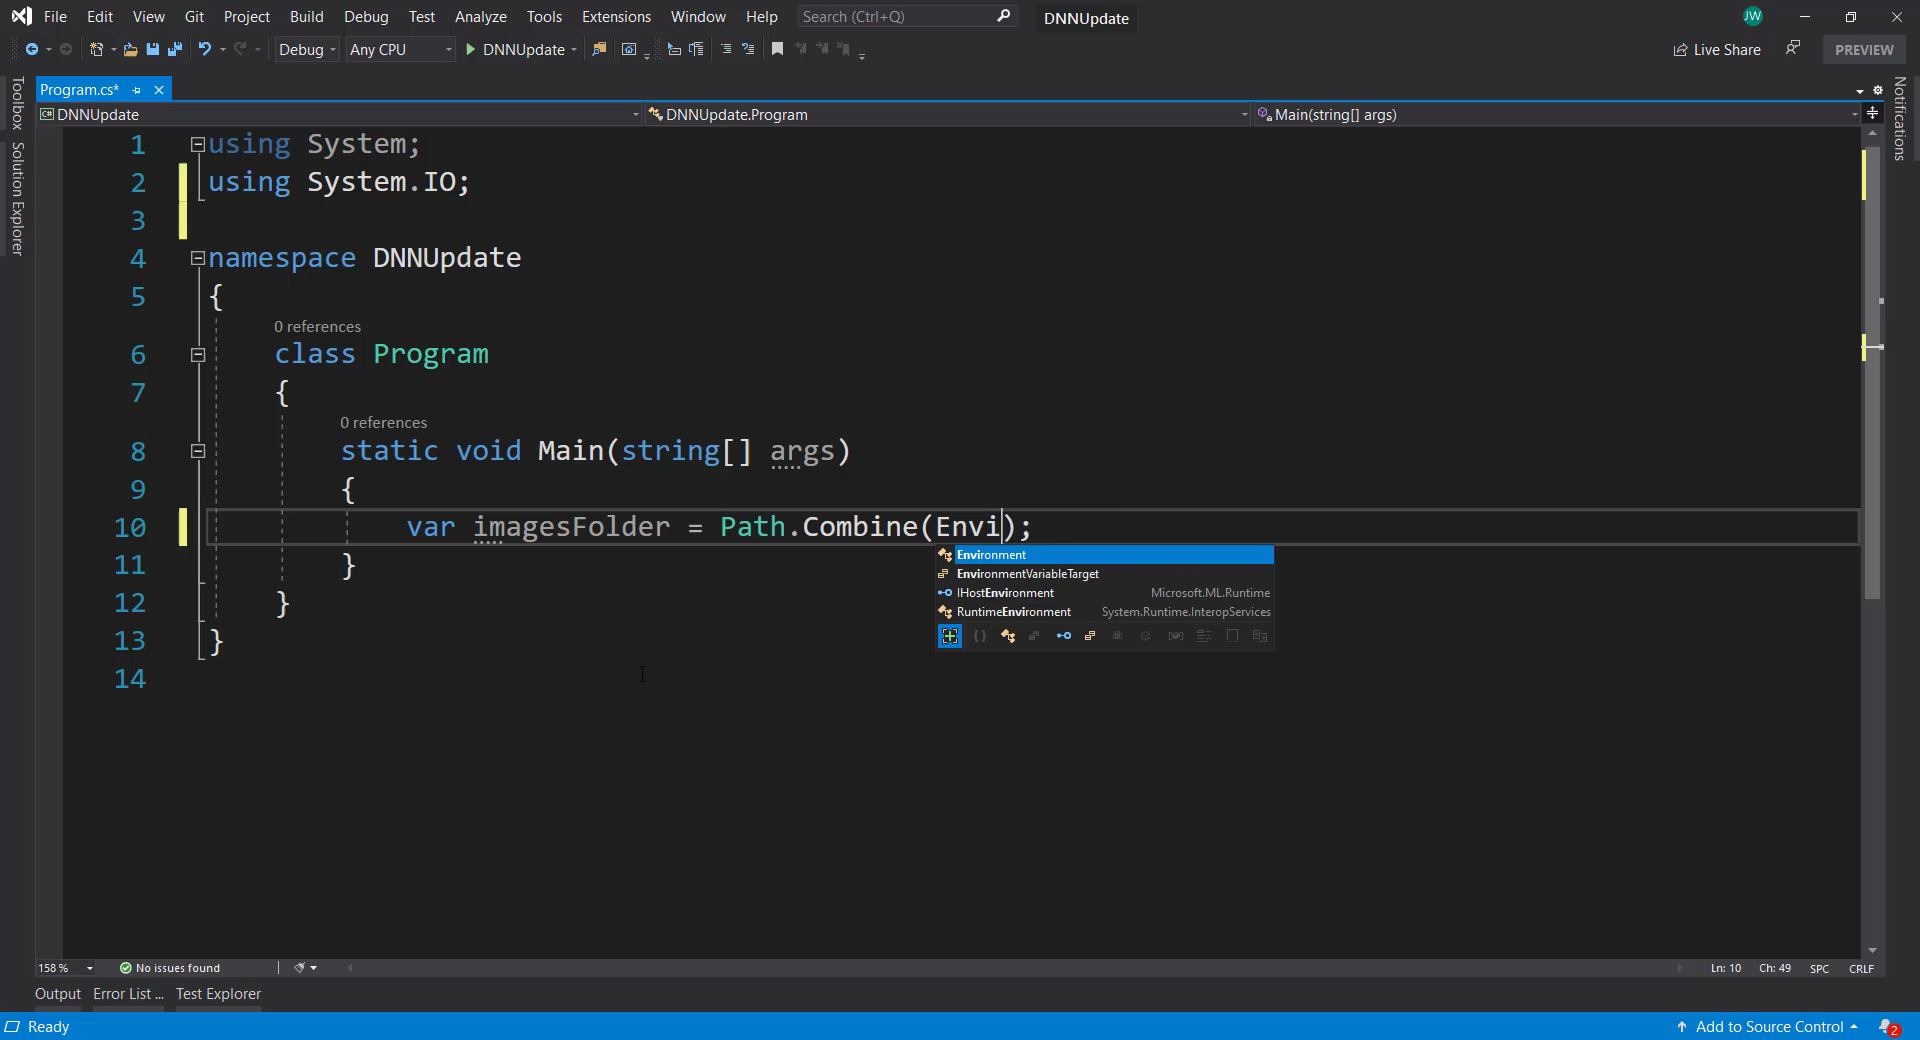 File Edit View Git Project Build Debug Test Analyze Tools Extensions Window Help Search (Ctrl+Q) DNNUpdate JW
Debug Any CPU DNNUpdate Live Share PREVIEW
Toolbox
Solution Explorer
Notifications
Program.cs*
C# DNNUpdate DNNUpdate.Program Main(string[] args)
1 using System;
2 using System.IO;
3
4 namespace DNNUpdate
5 {
0 references
6 class Program
7 {
0 references
8 static void Main(string[] args)
9 {
10 var imagesFolder = Path.Combine(Envi);
Environment
EnvironmentVariableTarget
IHostEnvironment Microsoft.ML.Runtime
RuntimeEnvironment System.Runtime.InteropServices
11 }
12 }
13 }
14
158 % No issues found Ln: 10 Ch: 49 SPC CRLF
Output Error List ... Test Explorer
Ready Add to Source Control 2